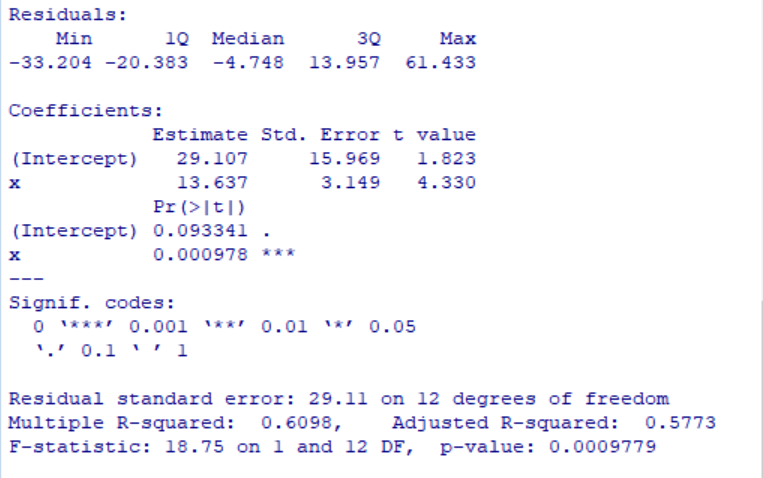 Residuals:
    Min      1Q  Median      3Q     Max
-33.204 -20.383  -4.748  13.957  61.433
Coefficients:
            Estimate Std. Error t value
(Intercept)   29.107     15.969   1.823
x             13.637      3.149   4.330
            Pr(>|t|)
(Intercept) 0.093341 .
x           0.000978 ***
---
Signif. codes:
  0 ‘***’ 0.001 ‘**’ 0.01 ‘*’ 0.05
  ‘.’ 0.1 ‘ ’ 1
Residual standard error: 29.11 on 12 degrees of freedom
Multiple R-squared:  0.6098,    Adjusted R-squared:  0.5773
F-statistic: 18.75 on 1 and 12 DF,  p-value: 0.0009779